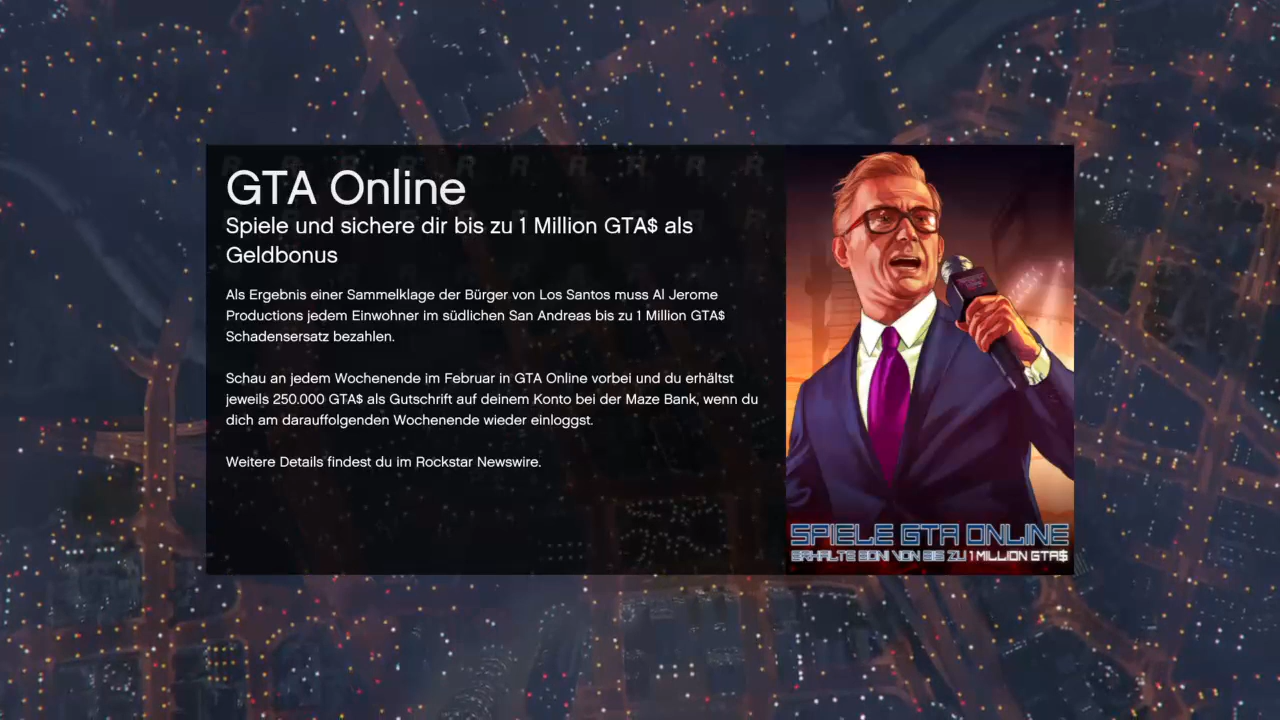 GTA Online
Spiele und sichere dir bis zu 1 Million GTA$ als
Geldbonus
Als Ergebnis einer Sammelklage der Bürger von Los Santos muss Al Jerome
Productions jedem Einwohner im südlichen San Andreas bis zu 1 Million GTA$
Schadensersatz bezahlen.
Schau an jedem Wochenende im Februar in GTA Online vorbei und du erhältst
jeweils 250.000 GTA$ als Gutschrift auf deinem Konto bei der Maze Bank, wenn du
dich am darauffolgenden Wochenende wieder einloggst.
Weitere Details findest du im Rockstar Newswire.
SPIELE GTA ONLINE
ERHALTE BONI VON BIS ZU 1 MILLION GTA$